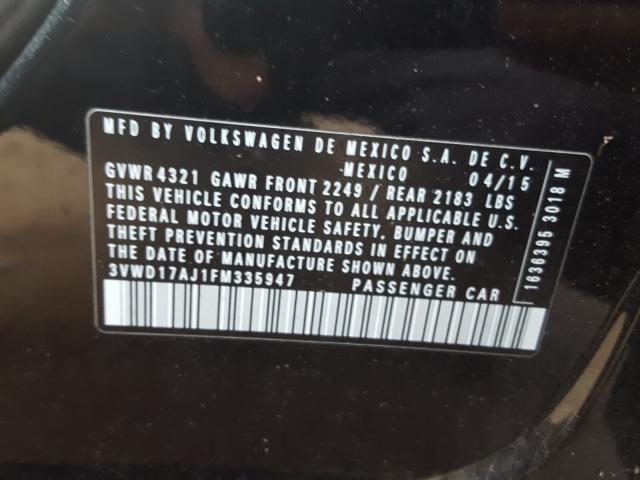 MFD BY VOLKSWAGEN DE MEXICO S.A. DE C.V.
MEXICO 04/15
GVWR 4321 GAWR FRONT 2249 / REAR 2183 LBS
THIS VEHICLE CONFORMS TO ALL APPLICABLE U.S.
FEDERAL MOTOR VEHICLE SAFETY, BUMPER AND
THEFT PREVENTION STANDARDS IN EFFECT ON
THE DATE OF MANUFACTURE SHOWN ABOVE.
3VWD17AJ1FM335947 PASSENGER CAR
1636395 3018 M